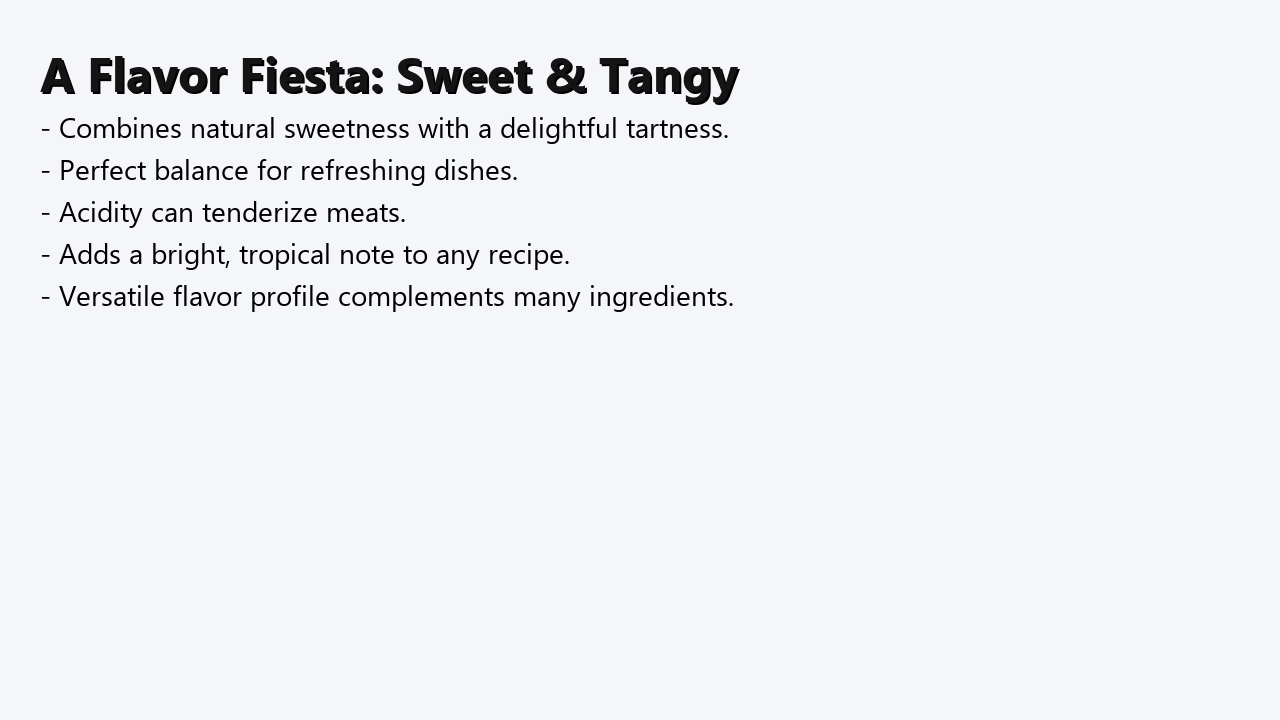 A Flavor Fiesta: Sweet & Tangy
- Combines natural sweetness with a delightful tartness.
- Perfect balance for refreshing dishes.
- Acidity can tenderize meats.
- Adds a bright, tropical note to any recipe.
- Versatile flavor profile complements many ingredients.